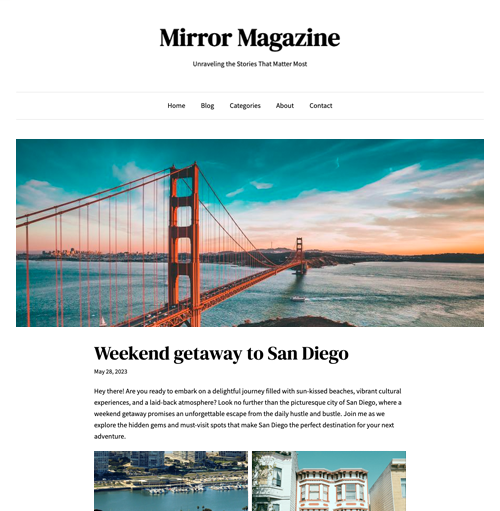 Mirror Magazine
Unraveling the Stories That Matter Most
Home Blog Categories About Contact
Weekend getaway to San Diego
May 28, 2023
Hey there! Are you ready to embark on a delightful journey filled with sun-kissed beaches, vibrant cultural
experiences, and a laid-back atmosphere? Look no further than the picturesque city of San Diego, where a
weekend getaway promises an unforgettable escape from the daily hustle and bustle. Join me as we
explore the hidden gems and must-visit spots that make San Diego the perfect destination for your next
adventure.